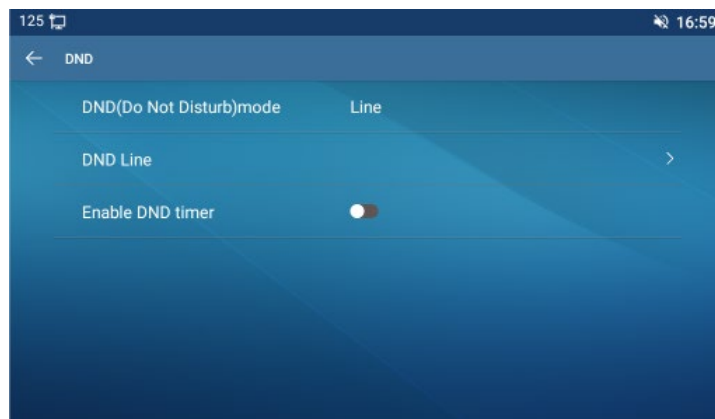 125 16:59
DND
DND(Do Not Disturb)mode Line
DND Line
Enable DND timer